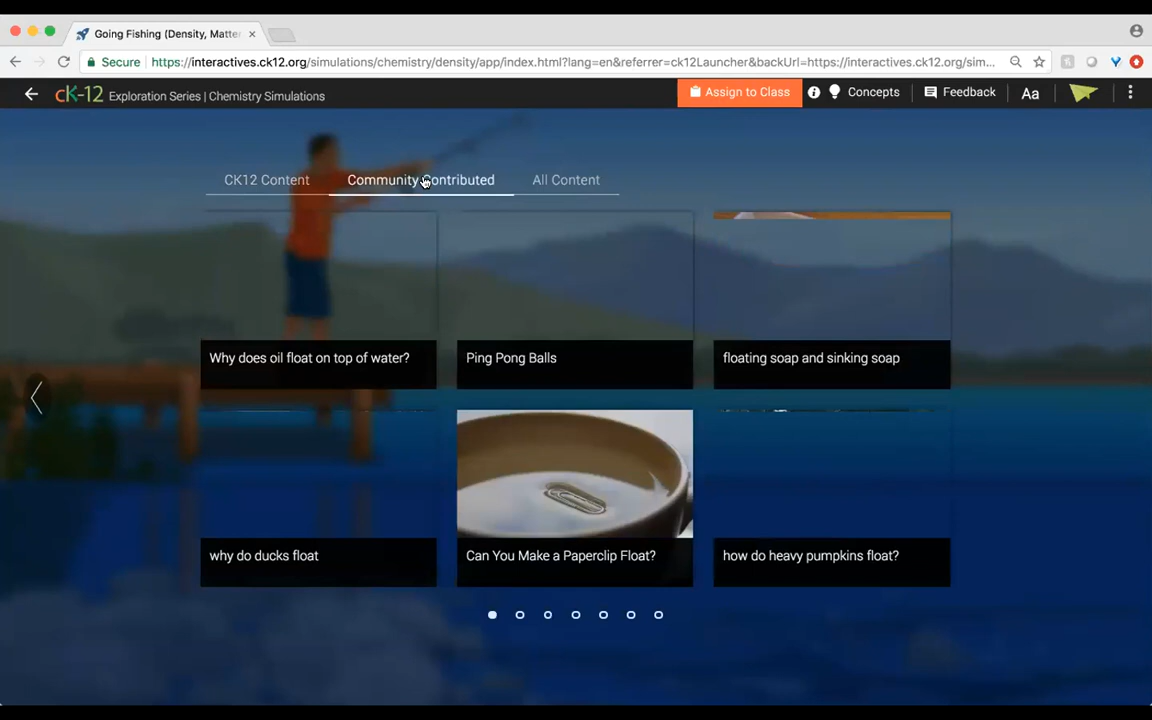 Going Fishing (Density, Matter
Secure https://interactives.ck12.org/simulations/chemistry/density/app/index.html?lang=en&referrer=ck12Launcher&backUrl=https://interactives.ck12.org/sim...
cK-12 Exploration Series | Chemistry Simulations Assign to Class Concepts Feedback Aa
CK12 Content Community Contributed All Content
Why does oil float on top of water? Ping Pong Balls floating soap and sinking soap
why do ducks float Can You Make a Paperclip Float? how do heavy pumpkins float?